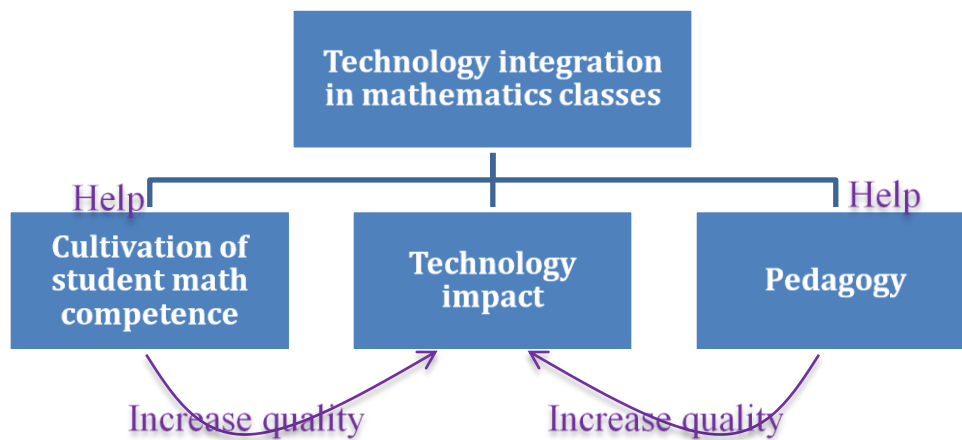 Technology integration
in mathematics classes
Help
Help
Cultivation of
student math
competence
Technology
impact
Pedagogy
Increase quality
Increase quality